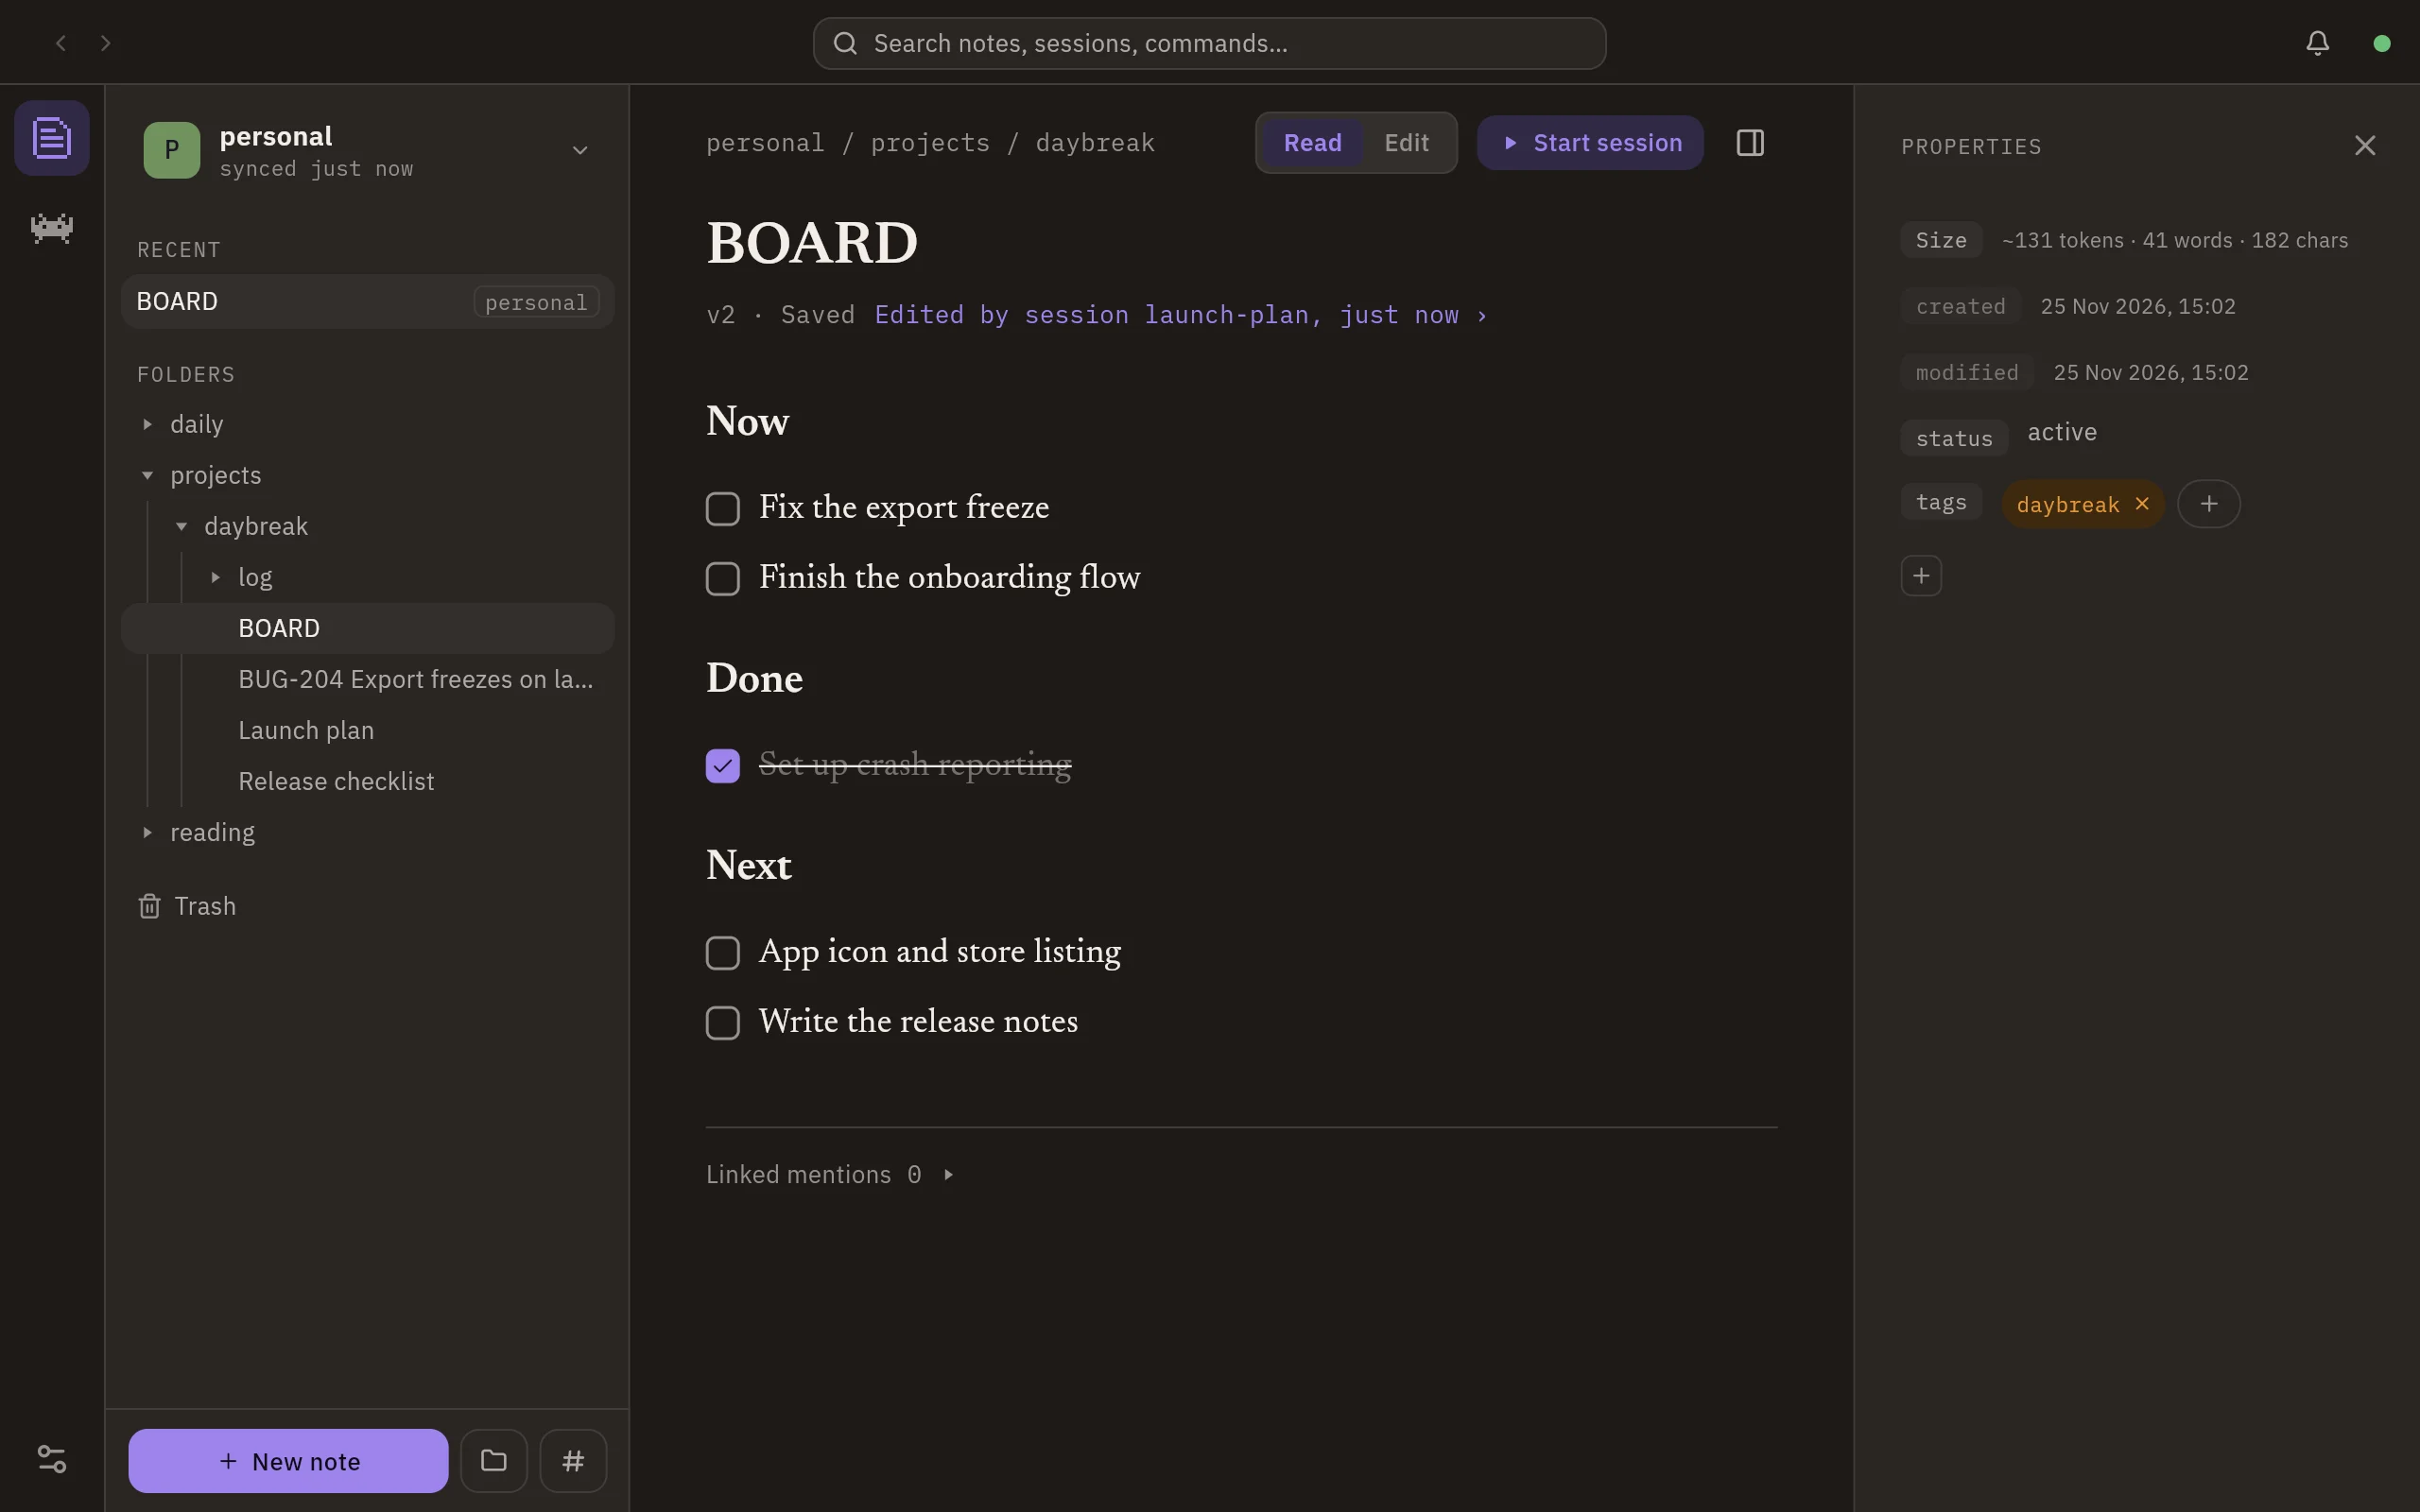 Search notes, sessions, commands...
P
personal
synced just now
RECENT
BOARD personal
FOLDERS
daily
projects
daybreak
log
BOARD
BUG-204 Export freezes on la...
Launch plan
Release checklist
reading
Trash
+ New note
personal / projects / daybreak
Read Edit Start session
BOARD
v2 · Saved Edited by session launch-plan, just now ›
Now
Fix the export freeze
Finish the onboarding flow
Done
Set up crash reporting
Next
App icon and store listing
Write the release notes
Linked mentions 0
PROPERTIES
Size ~131 tokens · 41 words · 182 chars
created 25 Nov 2026, 15:02
modified 25 Nov 2026, 15:02
status active
tags daybreak